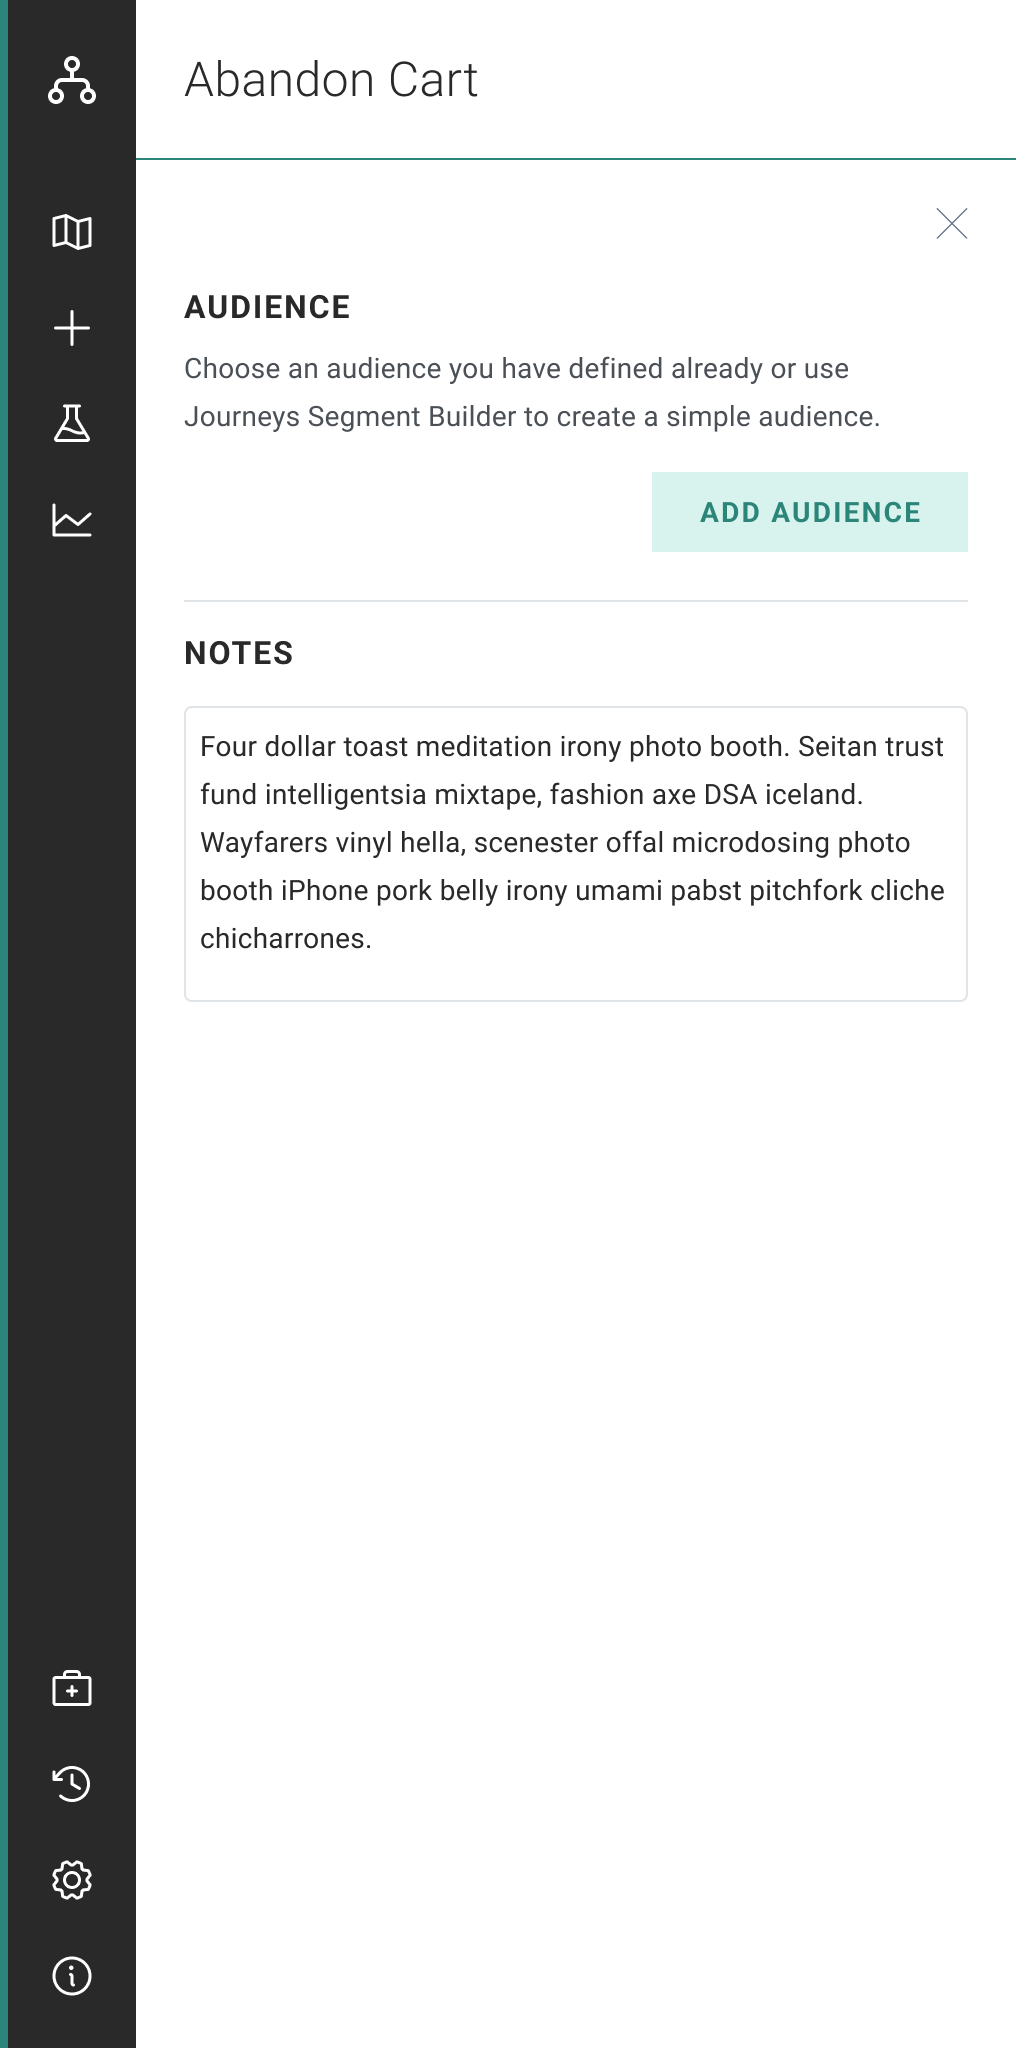 Abandon Cart
AUDIENCE
Choose an audience you have defined already or use
Journeys Segment Builder to create a simple audience.
ADD AUDIENCE
NOTES
Four dollar toast meditation irony photo booth. Seitan trust
fund intelligentsia mixtape, fashion axe DSA iceland.
Wayfarers vinyl hella, scenester offal microdosing photo
booth iPhone pork belly irony umami pabst pitchfork cliche
chicharrones.